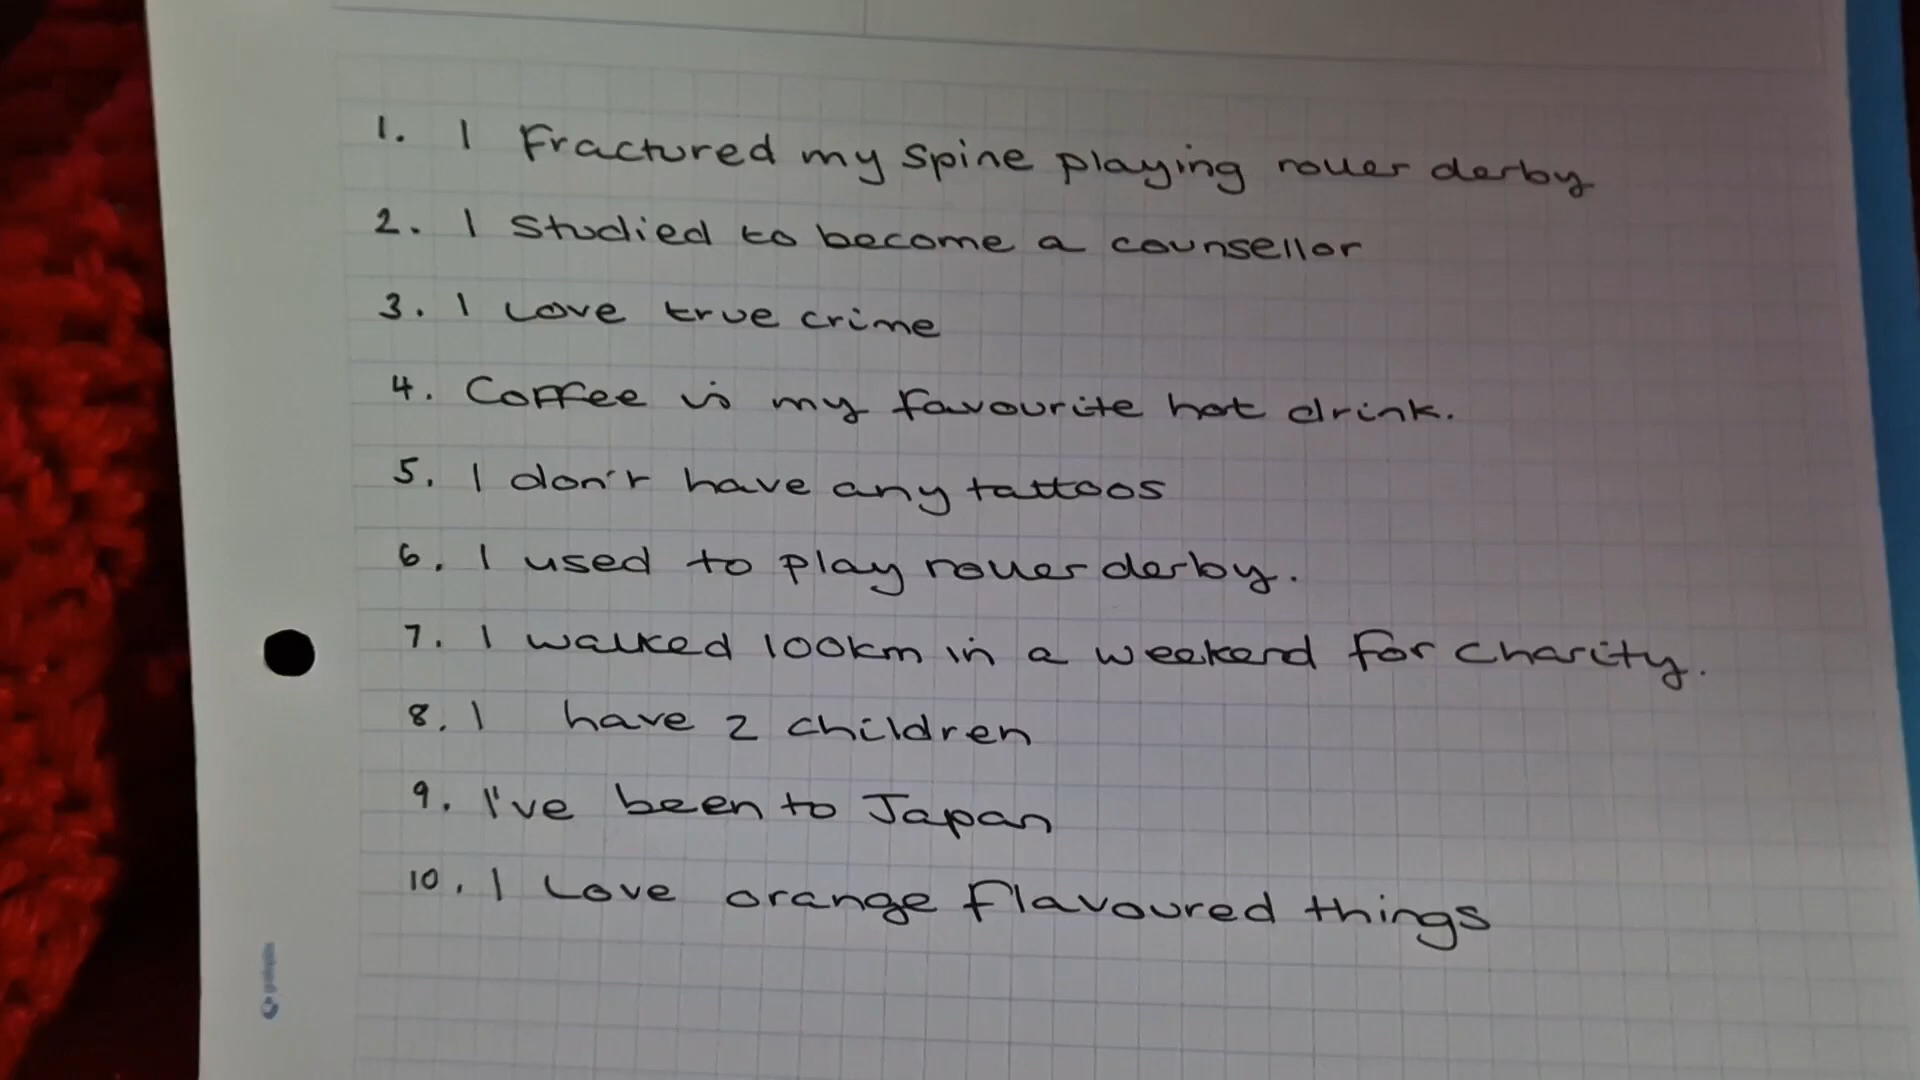 1. I Fractured my spine playing roller derby
2. I studied to become a counsellor
3. I Love true crime
4. Coffee is my favourite hot drink.
5. I don't have any tattoos
6. I used to play roller derby.
7. I walked 100km in a weekend for charity.
8. I have 2 children
9. I've been to Japan
10. I Love orange flavoured things